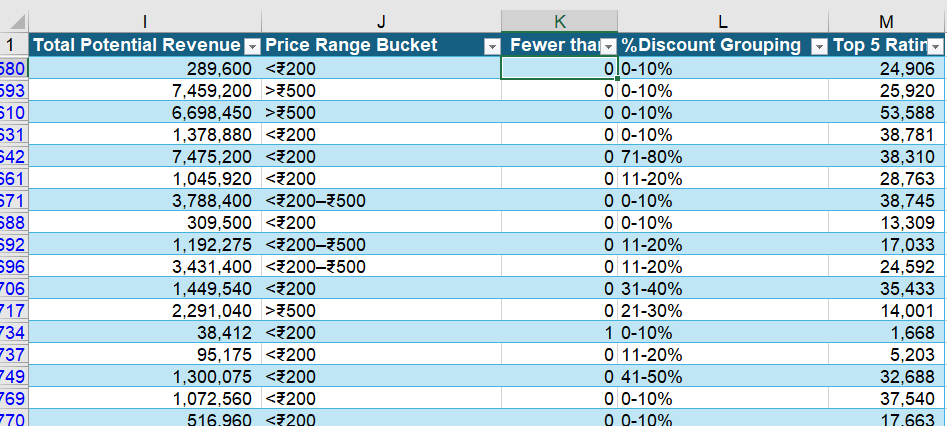 I J K L M
1 Total Potential Revenue Price Range Bucket Fewer than %Discount Grouping Top 5 Ratin
580 289,600 <₹200 0 0-10% 24,906
593 7,459,200 >₹500 0 0-10% 25,920
610 6,698,450 >₹500 0 0-10% 53,588
631 1,378,880 <₹200 0 0-10% 38,781
642 7,475,200 <₹200 0 71-80% 38,310
661 1,045,920 <₹200 0 11-20% 28,763
671 3,788,400 <₹200–₹500 0 0-10% 38,745
688 309,500 <₹200 0 0-10% 13,309
692 1,192,275 <₹200–₹500 0 11-20% 17,033
696 3,431,400 <₹200–₹500 0 11-20% 24,592
706 1,449,540 <₹200 0 31-40% 35,433
717 2,291,040 >₹500 0 21-30% 14,001
734 38,412 <₹200 1 0-10% 1,668
737 95,175 <₹200 0 11-20% 5,203
749 1,300,075 <₹200 0 41-50% 32,688
769 1,072,560 <₹200 0 0-10% 37,540
770 516,960 <₹200 0 0-10% 17,663